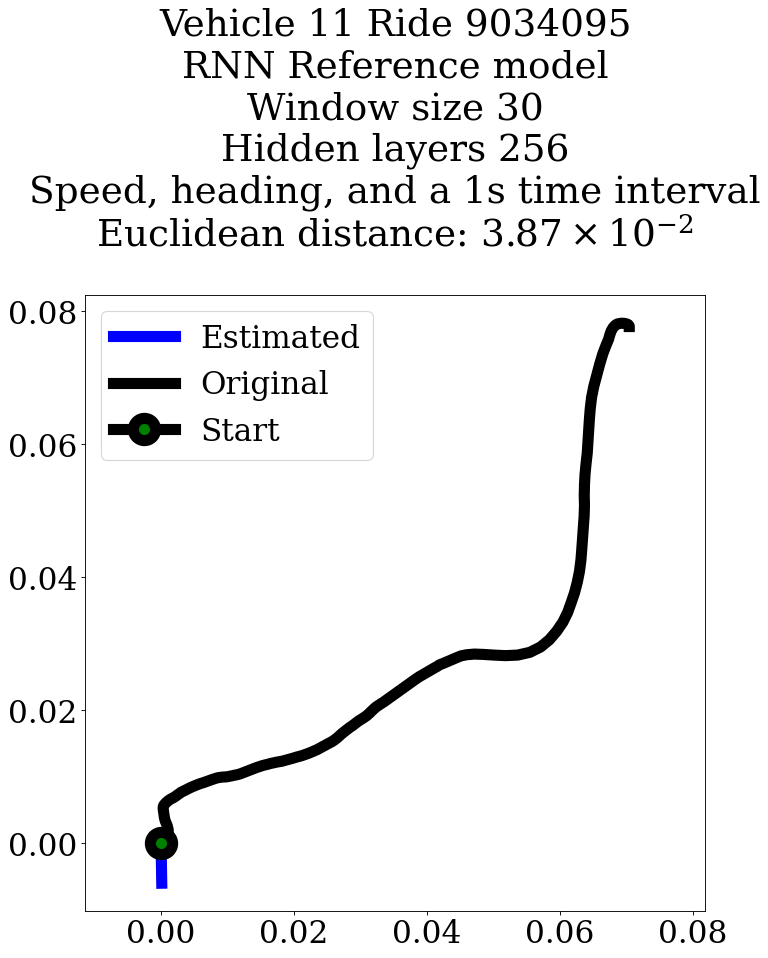 Vehicle 11 Ride 9034095
RNN Reference model
Window size 30
Hidden layers 256
Speed, heading, and a 1s time interval
Euclidean distance: 3.87 × 10⁻²
Estimated
Original
Start
0.08
0.06
0.04
0.02
0.00
0.00 0.02 0.04 0.06 0.08